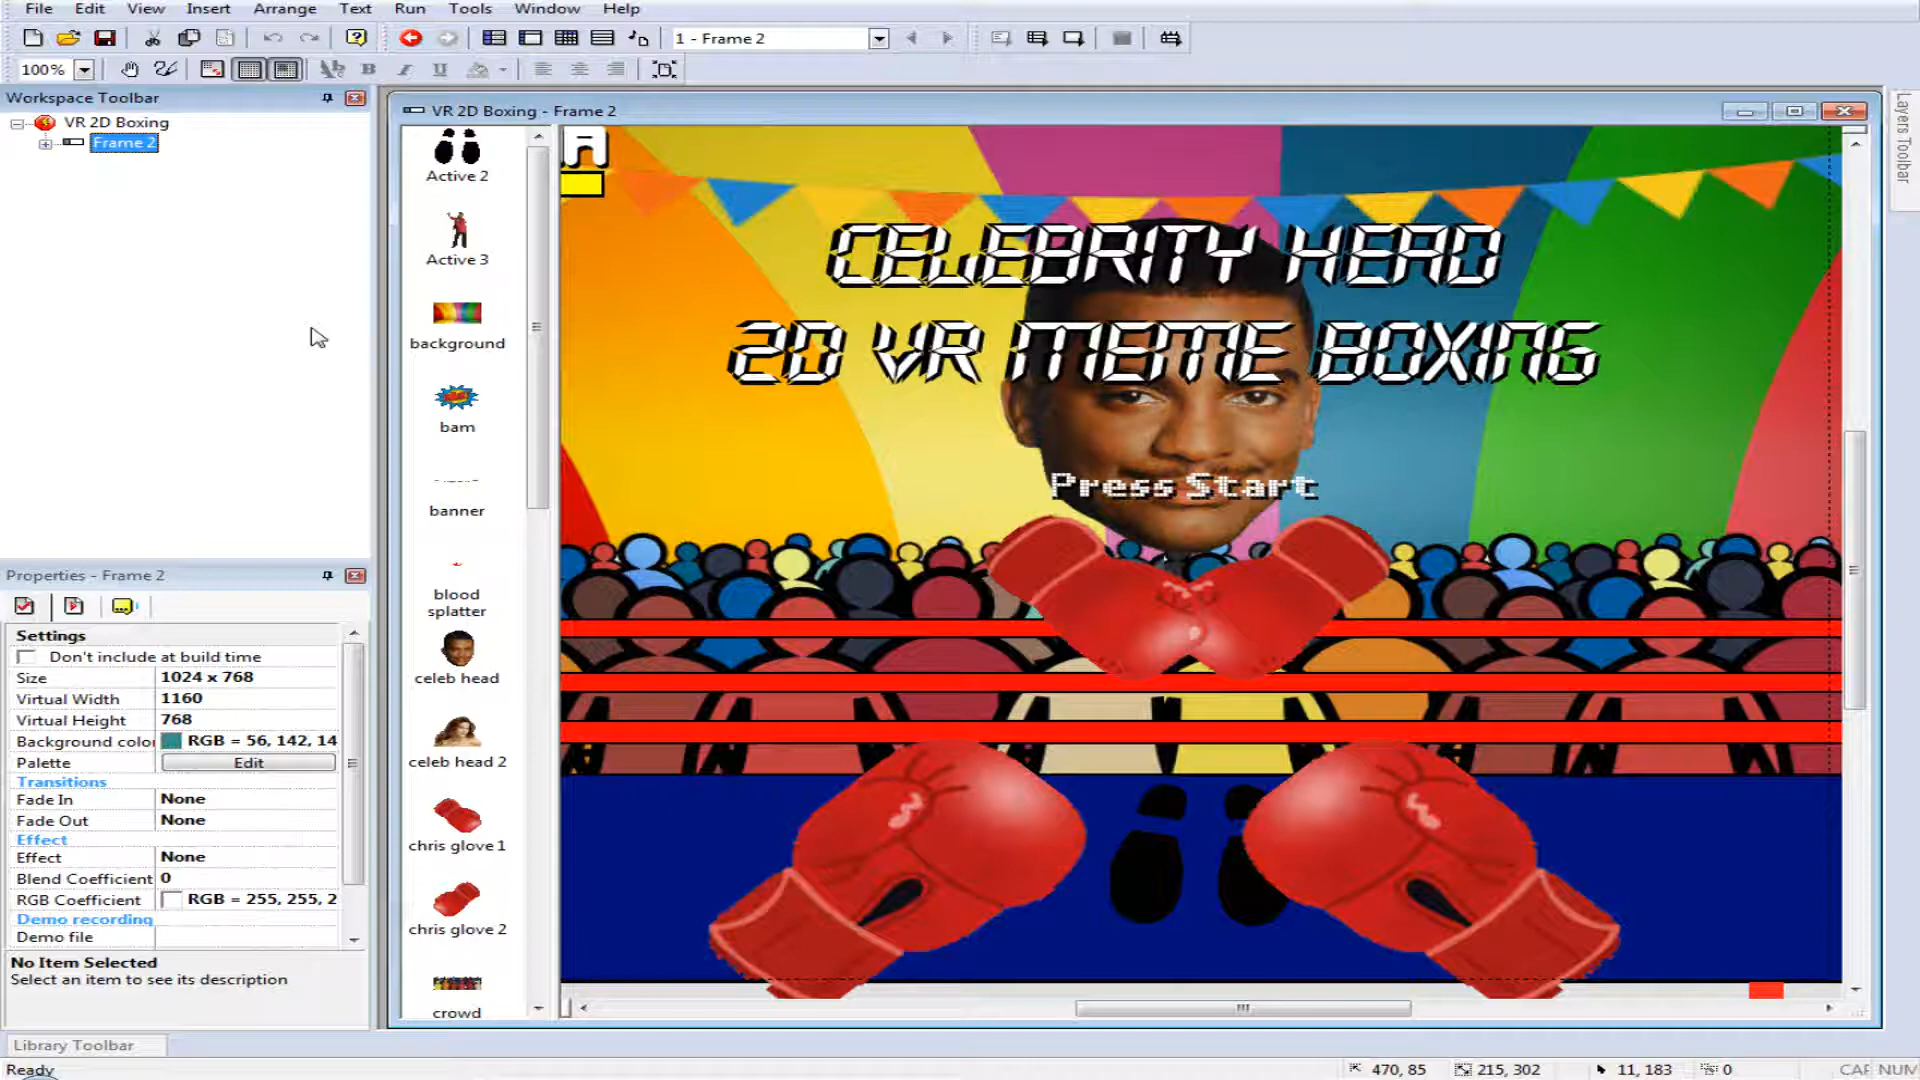 File Edit View Insert Arrange Text Run Tools Window Help
1 - Frame 2
100%
B I U
Workspace Toolbar
VR 2D Boxing
Frame 2
VR 2D Boxing - Frame 2
Active 2
Active 3
background
bam
banner
blood
splatter
celeb head
celeb head 2
chris glove 1
chris glove 2
crowd
CELEBRITY HEAD
2D VR MEME BOXING
Press Start
Layers Toolbar
Properties - Frame 2
Settings
Don't include at build time
Size 1024 x 768
Virtual Width 1160
Virtual Height 768
Background color RGB = 56, 142, 14
Palette Edit
Transitions
Fade In None
Fade Out None
Effect
Effect None
Blend Coefficient 0
RGB Coefficient RGB = 255, 255, 2
Demo recording
Demo file
No Item Selected
Select an item to see its description
Library Toolbar
Ready
470, 85 215, 302 11, 183 0 CAP NUM